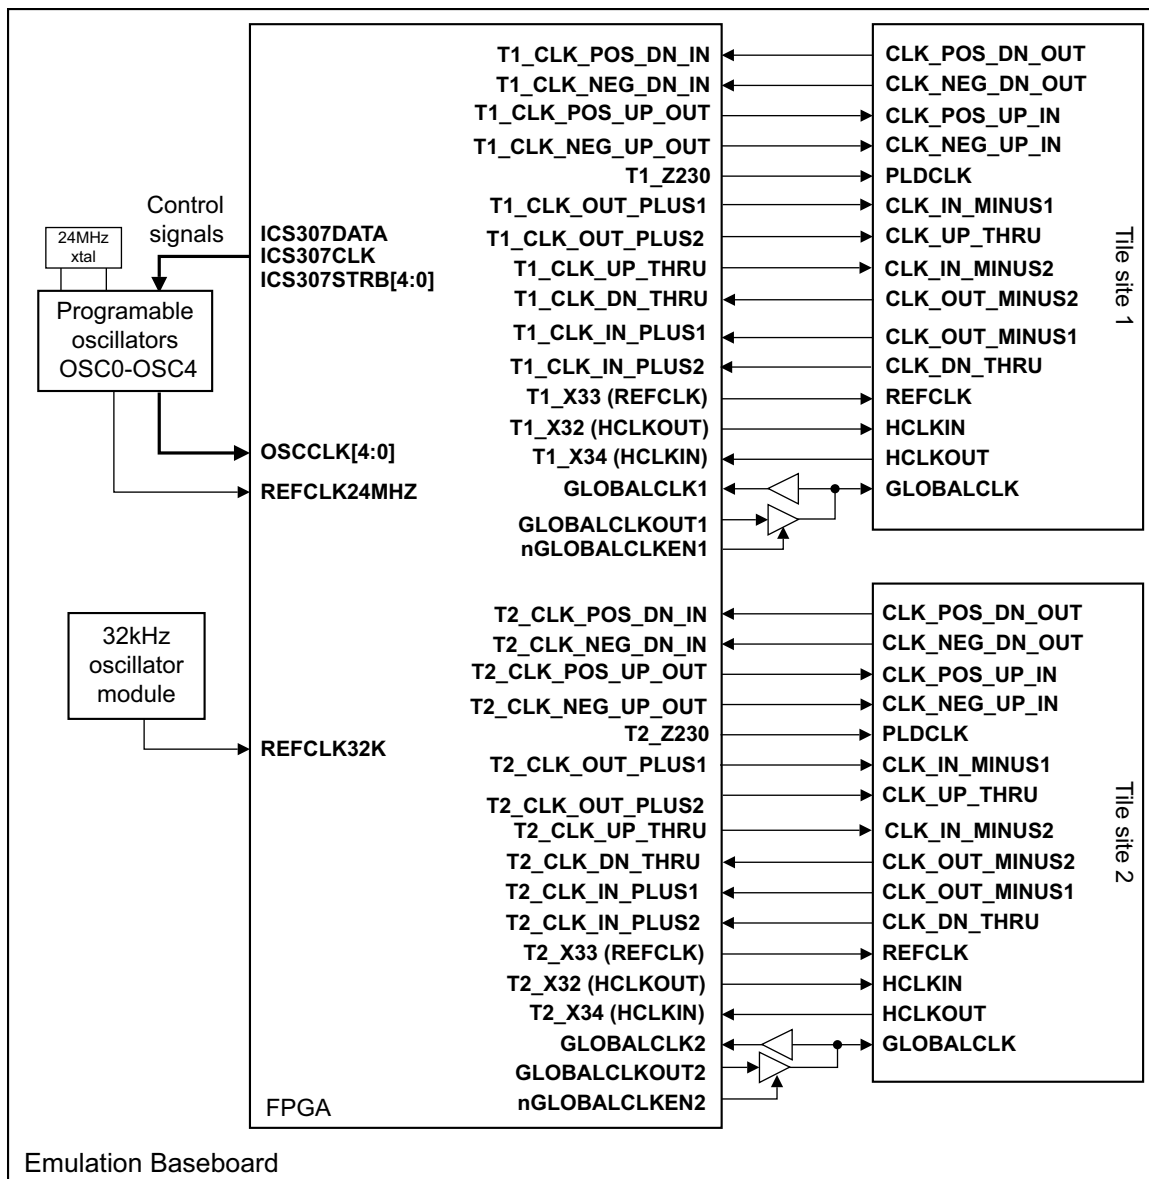 Control
signals
24MHz
xtal
Programable
oscillators
OSC0-OSC4
32kHz
oscillator
module
ICS307DATA
ICS307CLK
ICS307STRB[4:0]
OSCCLK[4:0]
REFCLK24MHZ
REFCLK32K
T1_CLK_POS_DN_IN
T1_CLK_NEG_DN_IN
T1_CLK_POS_UP_OUT
T1_CLK_NEG_UP_OUT
T1_Z230
T1_CLK_OUT_PLUS1
T1_CLK_OUT_PLUS2
T1_CLK_UP_THRU
T1_CLK_DN_THRU
T1_CLK_IN_PLUS1
T1_CLK_IN_PLUS2
T1_X33 (REFCLK)
T1_X32 (HCLKOUT)
T1_X34 (HCLKIN)
GLOBALCLK1
GLOBALCLKOUT1
nGLOBALCLKEN1
CLK_POS_DN_OUT
CLK_NEG_DN_OUT
CLK_POS_UP_IN
CLK_NEG_UP_IN
PLDCLK
CLK_IN_MINUS1
CLK_UP_THRU
CLK_IN_MINUS2
CLK_OUT_MINUS2
CLK_OUT_MINUS1
CLK_DN_THRU
REFCLK
HCLKIN
HCLKOUT
GLOBALCLK
Tile site 1
T2_CLK_POS_DN_IN
T2_CLK_NEG_DN_IN
T2_CLK_POS_UP_OUT
T2_CLK_NEG_UP_OUT
T2_Z230
T2_CLK_OUT_PLUS1
T2_CLK_OUT_PLUS2
T2_CLK_UP_THRU
T2_CLK_DN_THRU
T2_CLK_IN_PLUS1
T2_CLK_IN_PLUS2
T2_X33 (REFCLK)
T2_X32 (HCLKOUT)
T2_X34 (HCLKIN)
GLOBALCLK2
GLOBALCLKOUT2
nGLOBALCLKEN2
CLK_POS_DN_OUT
CLK_NEG_DN_OUT
CLK_POS_UP_IN
CLK_NEG_UP_IN
PLDCLK
CLK_IN_MINUS1
CLK_UP_THRU
CLK_IN_MINUS2
CLK_OUT_MINUS2
CLK_OUT_MINUS1
CLK_DN_THRU
REFCLK
HCLKIN
HCLKOUT
GLOBALCLK
Tile site 2
FPGA
Emulation Baseboard